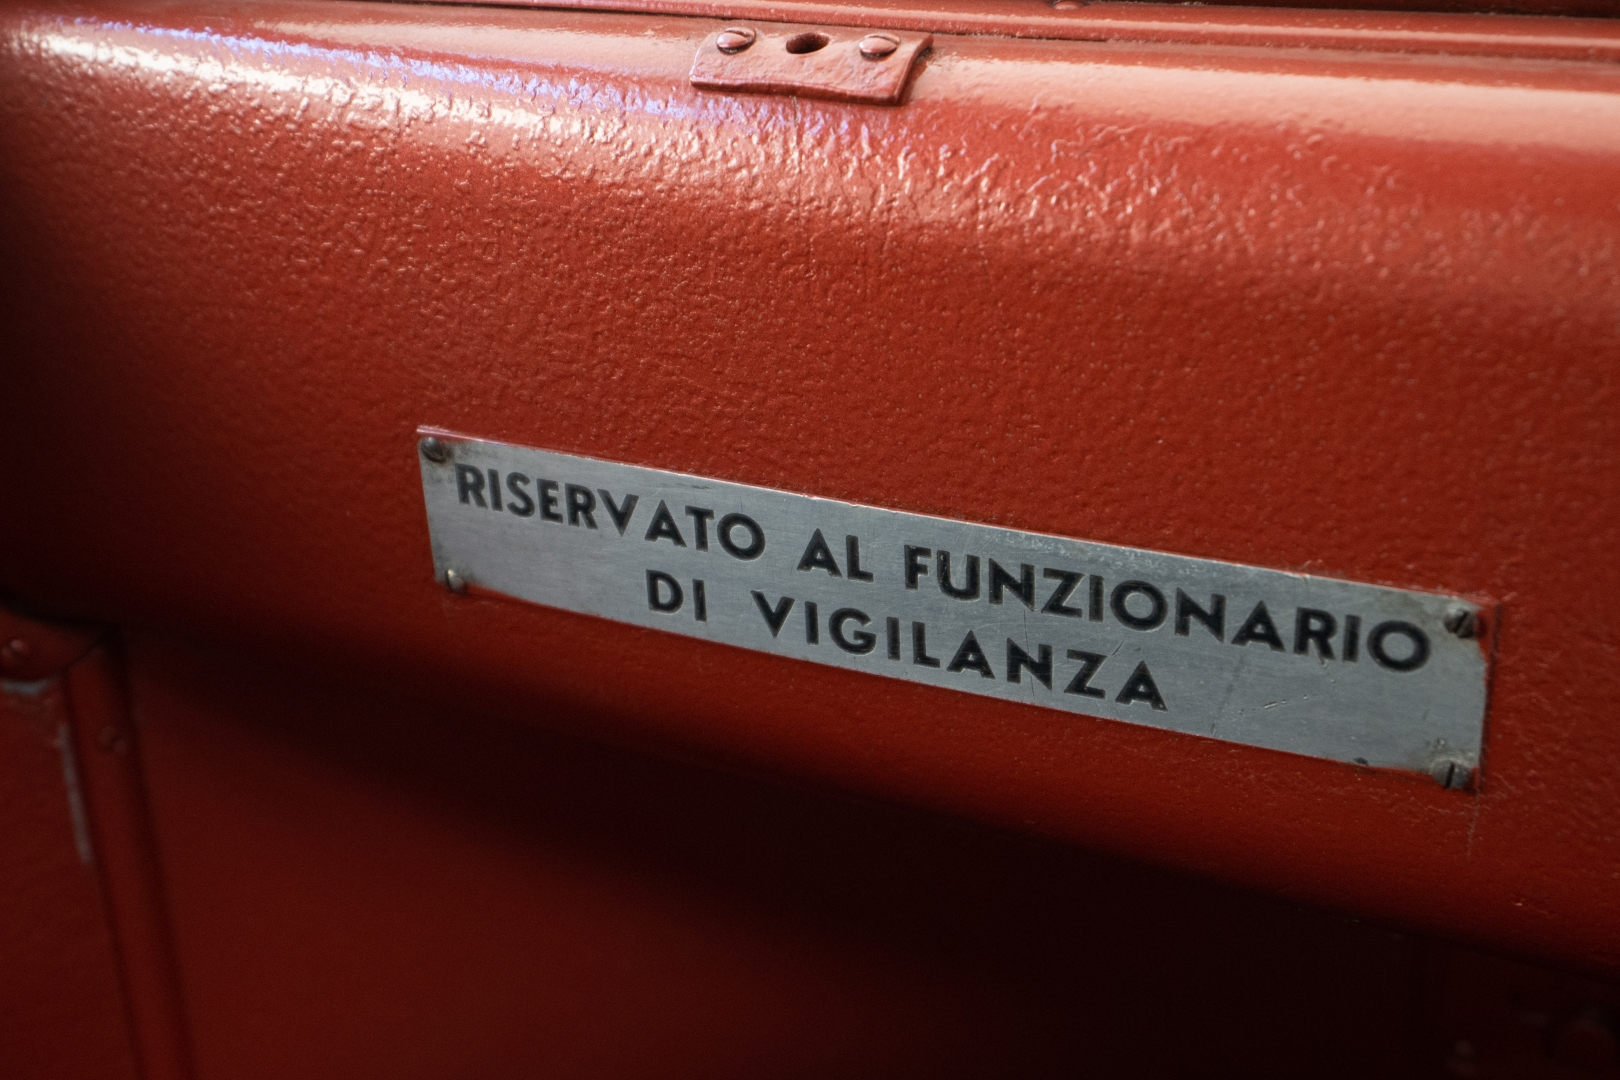 RISERVATO AL FUNZIONARIO
DI VIGILANZA